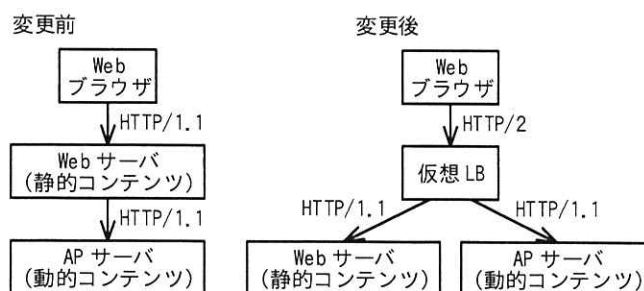 変更前
Web
ブラウザ
HTTP/1.1
Web サーバ
(静的コンテンツ)
HTTP/1.1
AP サーバ
(動的コンテンツ)
変更後
Web
ブラウザ
HTTP/2
仮想 LB
HTTP/1.1
HTTP/1.1
Web サーバ
(静的コンテンツ)
AP サーバ
(動的コンテンツ)